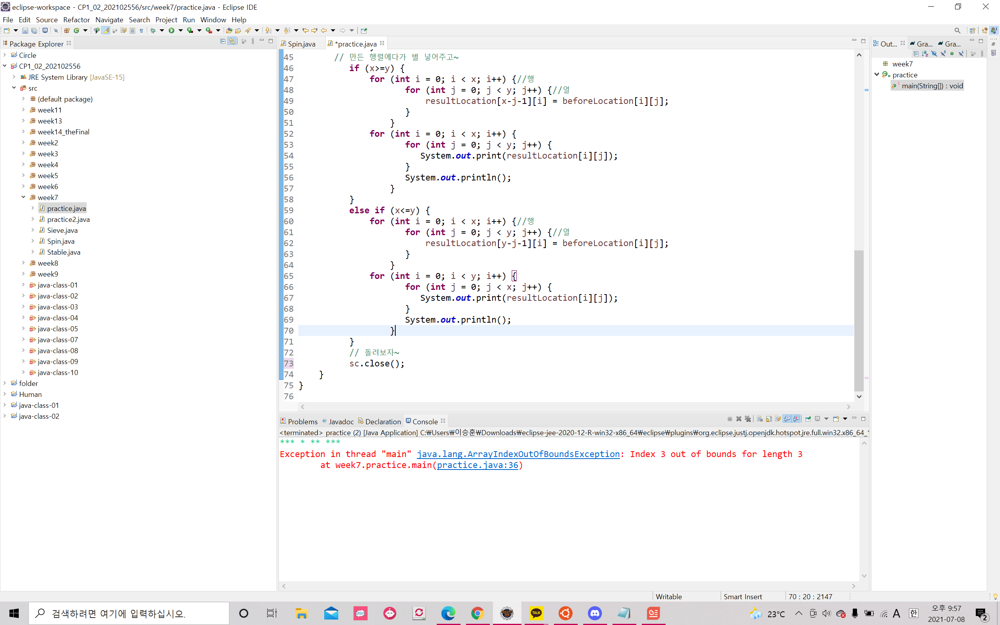 eclipse-workspace - CP1_02_202102556/src/week7/practice.java - Eclipse IDE
File Edit Source Refactor Navigate Search Project Run Window Help
Package Explorer
Circle
CP1_02_202102556
JRE System Library [JavaSE-15]
src
(default package)
week11
week13
week14_theFinal
week2
week3
week4
week5
week6
week7
practice.java
practice2.java
Sieve.java
Spin.java
Stable.java
week8
week9
java-class-01
java-class-02
java-class-03
java-class-04
java-class-05
java-class-07
java-class-08
java-class-09
java-class-10
folder
Human
java-class-01
java-class-02
Spin.java *practice.java
45 // 만든 행렬에다가 별 넣어주고~
46 if (x>=y) {
47 for (int i = 0; i < x; i++) {//행
48 for (int j = 0; j < y; j++) {//열
49 resultLocation[x-j-1][i] = beforeLocation[i][j];
50 }
51 }
52 for (int i = 0; i < x; i++) {
53 for (int j = 0; j < y; j++) {
54 System.out.print(resultLocation[i][j]);
55 }
56 System.out.println();
57 }
58 }
59 else if (x<=y) {
60 for (int i = 0; i < x; i++) {//행
61 for (int j = 0; j < y; j++) {//열
62 resultLocation[y-j-1][i] = beforeLocation[i][j];
63 }
64 }
65 for (int i = 0; i < y; i++) {
66 for (int j = 0; j < x; j++) {
67 System.out.print(resultLocation[i][j]);
68 }
69 System.out.println();
70 }
71 }
72 // 돌려보자~
73 sc.close();
74 }
75 }
76
Out... Gra... Gra...
week7
practice
main(String[]) : void
Problems @ Javadoc Declaration Console
<terminated> practice (2) [Java Application] C:₩Users₩이승훈₩Downloads₩eclipse-jee-2020-12-R-win32-x86_64₩eclipse₩plugins₩org.eclipse.justj.openjdk.hotspot.jre.full.win32.x86_64_1
*** * ** ***
Exception in thread "main" java.lang.ArrayIndexOutOfBoundsException: Index 3 out of bounds for length 3
at week7.practice.main(practice.java:36)
Writable Smart Insert 70 : 20 : 2147
검색하려면 여기에 입력하십시오.
TALK
23°C
A
한
오후 9:57
2021-07-08
2